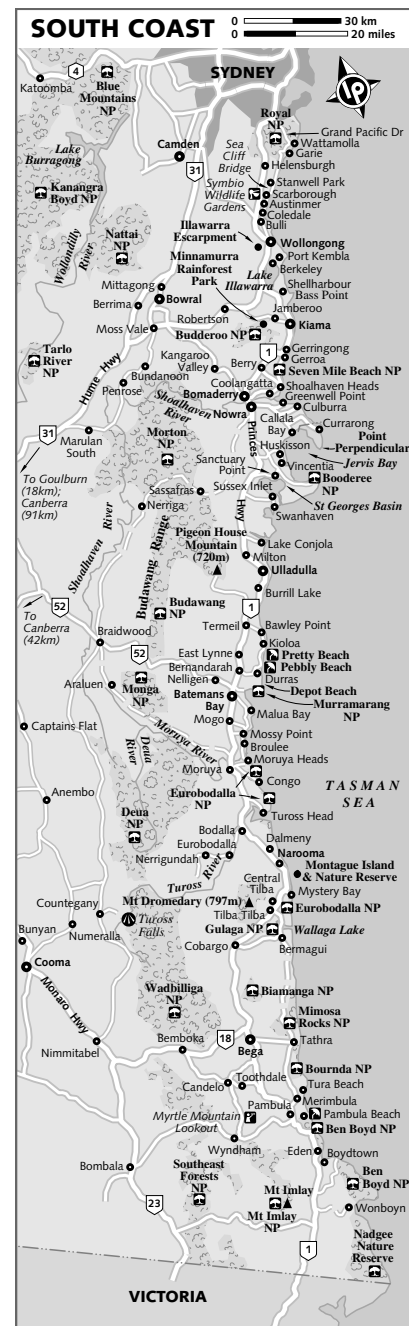 SOUTH COAST
0 30 km
0 20 miles
SYDNEY
4
Katoomba
Blue
Mountains
NP
Royal
NP
Grand Pacific Dr
Wattamolla
Garie
Lake
Burragong
Camden
Sea
Cliff
Bridge
Helensburgh
31
Symbio
Wildlife
Gardens
Stanwell Park
Scarborough
Austinmer
Coledale
Bulli
Kanangra
Boyd NP
Wollondilly
River
Nattai
NP
Illawarra
Escarpment
Wollongong
Port Kembla
Berkeley
Minnamurra
Rainforest
Park
Lake
Illawarra
Shellharbour
Bass Point
Mittagong
Bowral
Berrima
Robertson
Jamberoo
Kiama
Moss Vale
Budderoo NP
1
Gerringong
Gerroa
Tarlo
River
NP
Hume Hwy
Kangaroo
Valley
Berry
Seven Mile Beach NP
Bundanoon
Penrose
Coolangatta
Shoalhaven Heads
Shoalhaven
River
Bomaderry
Greenwell Point
Nowra
Culburra
31
Marulan
South
Morton
NP
Princes
Hwy
Callala
Bay
Currarong
Huskisson
Point
Perpendicular
Jervis Bay
Vincentia
Sanctuary
Point
To Goulburn
(18km);
Canberra
(91km)
Sassafras
Sussex Inlet
Booderee
NP
St Georges Basin
Nerriga
Swanhaven
Shoalhaven River
Budawang Range
Pigeon House
Mountain
(720m)
Lake Conjola
Milton
Ulladulla
Burrill Lake
52
To
Canberra
(42km)
Budawang
NP
1
Termeil
Bawley Point
Braidwood
Kioloa
52
East Lynne
Pretty Beach
Bernandarah
Pebbly Beach
Araluen
Monga
NP
Nelligen
Durras
Depot Beach
Batemans
Bay
Murramarang
NP
Mogo
Malua Bay
Captains Flat
Moruya River
Mossy Point
Broulee
Deua
River
Moruya
Moruya Heads
Congo
TASMAN
SEA
Anembo
Eurobodalla
NP
Tuross Head
Deua
NP
Bodalla
Dalmeny
Eurobodalla
Nerrigundah
Narooma
Tuross River
Montague Island
& Nature Reserve
Central
Tilba
Mystery Bay
Countegany
Mt Dromedary (797m)
Tilba Tilba
Eurobodalla NP
Bunyan
Numeralla
Tuross
Falls
Gulaga NP
Wallaga Lake
Cobargo
Bermagui
Cooma
Monaro Hwy
Wadbilliga
NP
Biamanga NP
Mimosa
Rocks NP
18
Nimmitabel
Bemboka
Bega
Tathra
Bournda NP
Toothdale
Candelo
Tura Beach
Merimbula
Myrtle Mountain
Lookout
Pambula
Pambula Beach
Ben Boyd NP
Wyndham
Eden
Boydtown
Bombala
Southeast
Forests
NP
Ben
Boyd NP
Mt Imlay
Mt Imlay
NP
Wonboyn
23
1
Nadgee
Nature
Reserve
VICTORIA